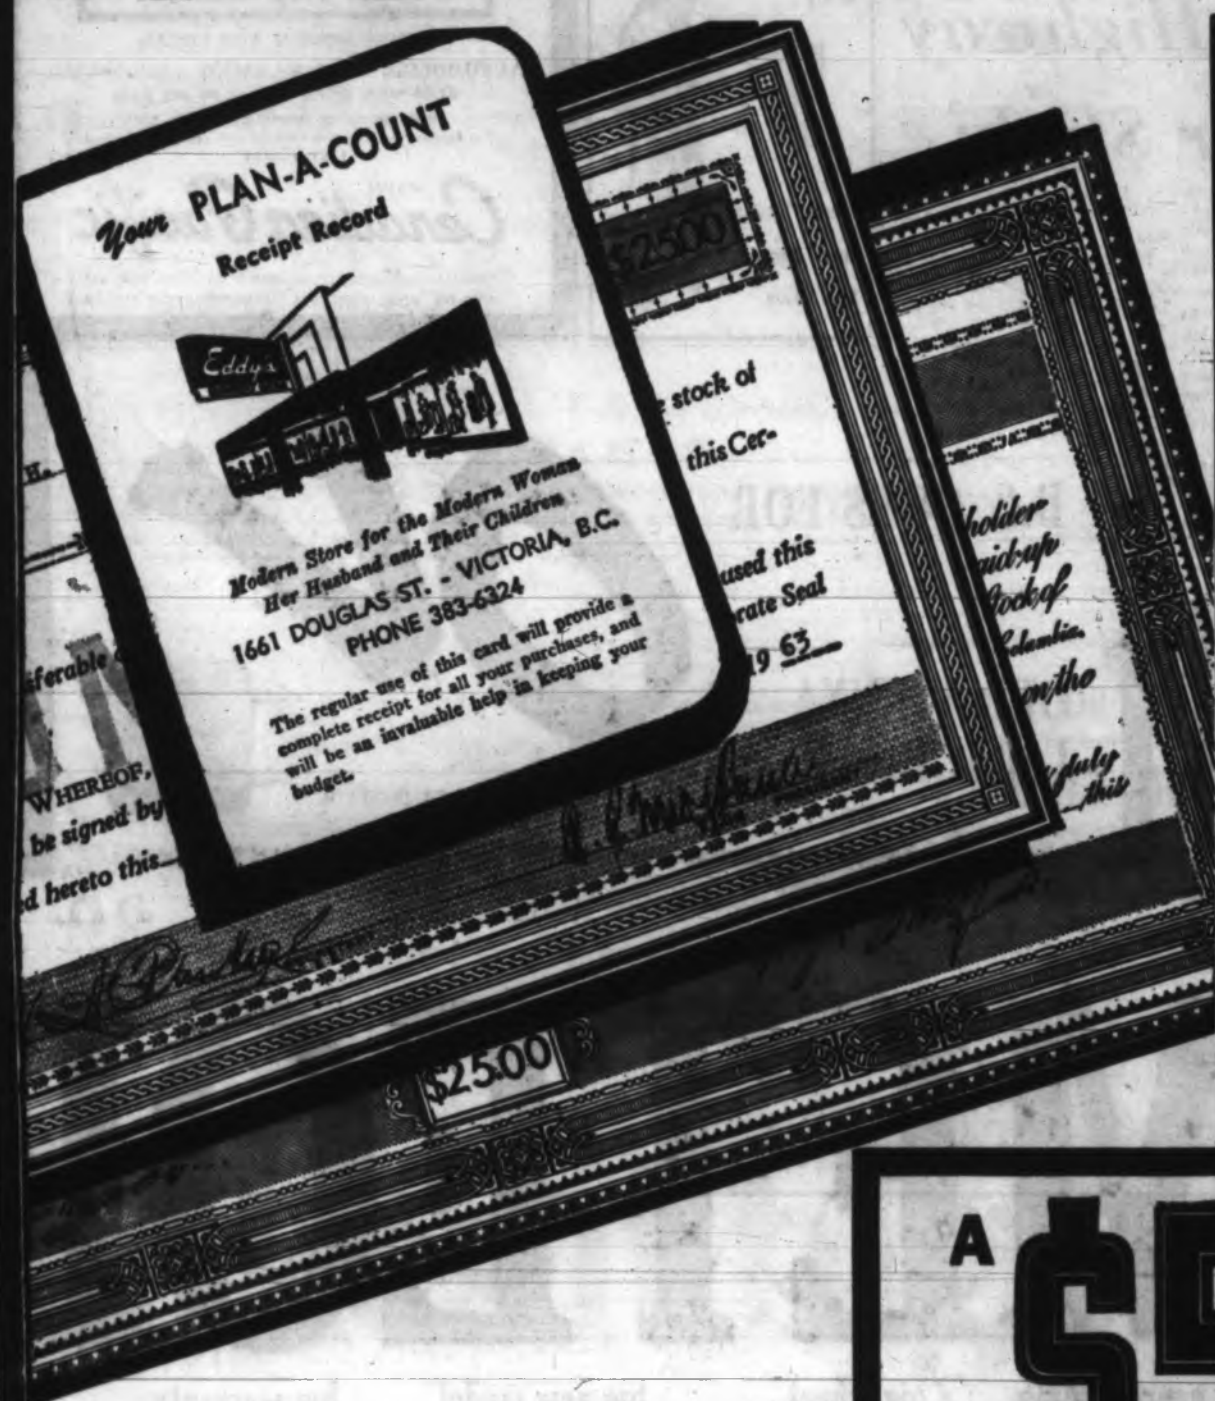 Your PLAN-A-COUNT
Receipt Record
Eddy's
Modern Store for the Modern Woman
Her Husband and Their Children
1661 DOUGLAS ST. - VICTORIA, B.C.
PHONE 383-6324
The regular use of this card will provide a
complete receipt for all your purchases, and
will be an invaluable help in keeping your
budget.
H.
sferable
WHEREOF,
be signed by
d hereto this
$25.00
stock of
this Cer-
used this
rate Seal
19 63
holder
aid up
tock of
Columbia.
on the
duly
this
$25.00
A $